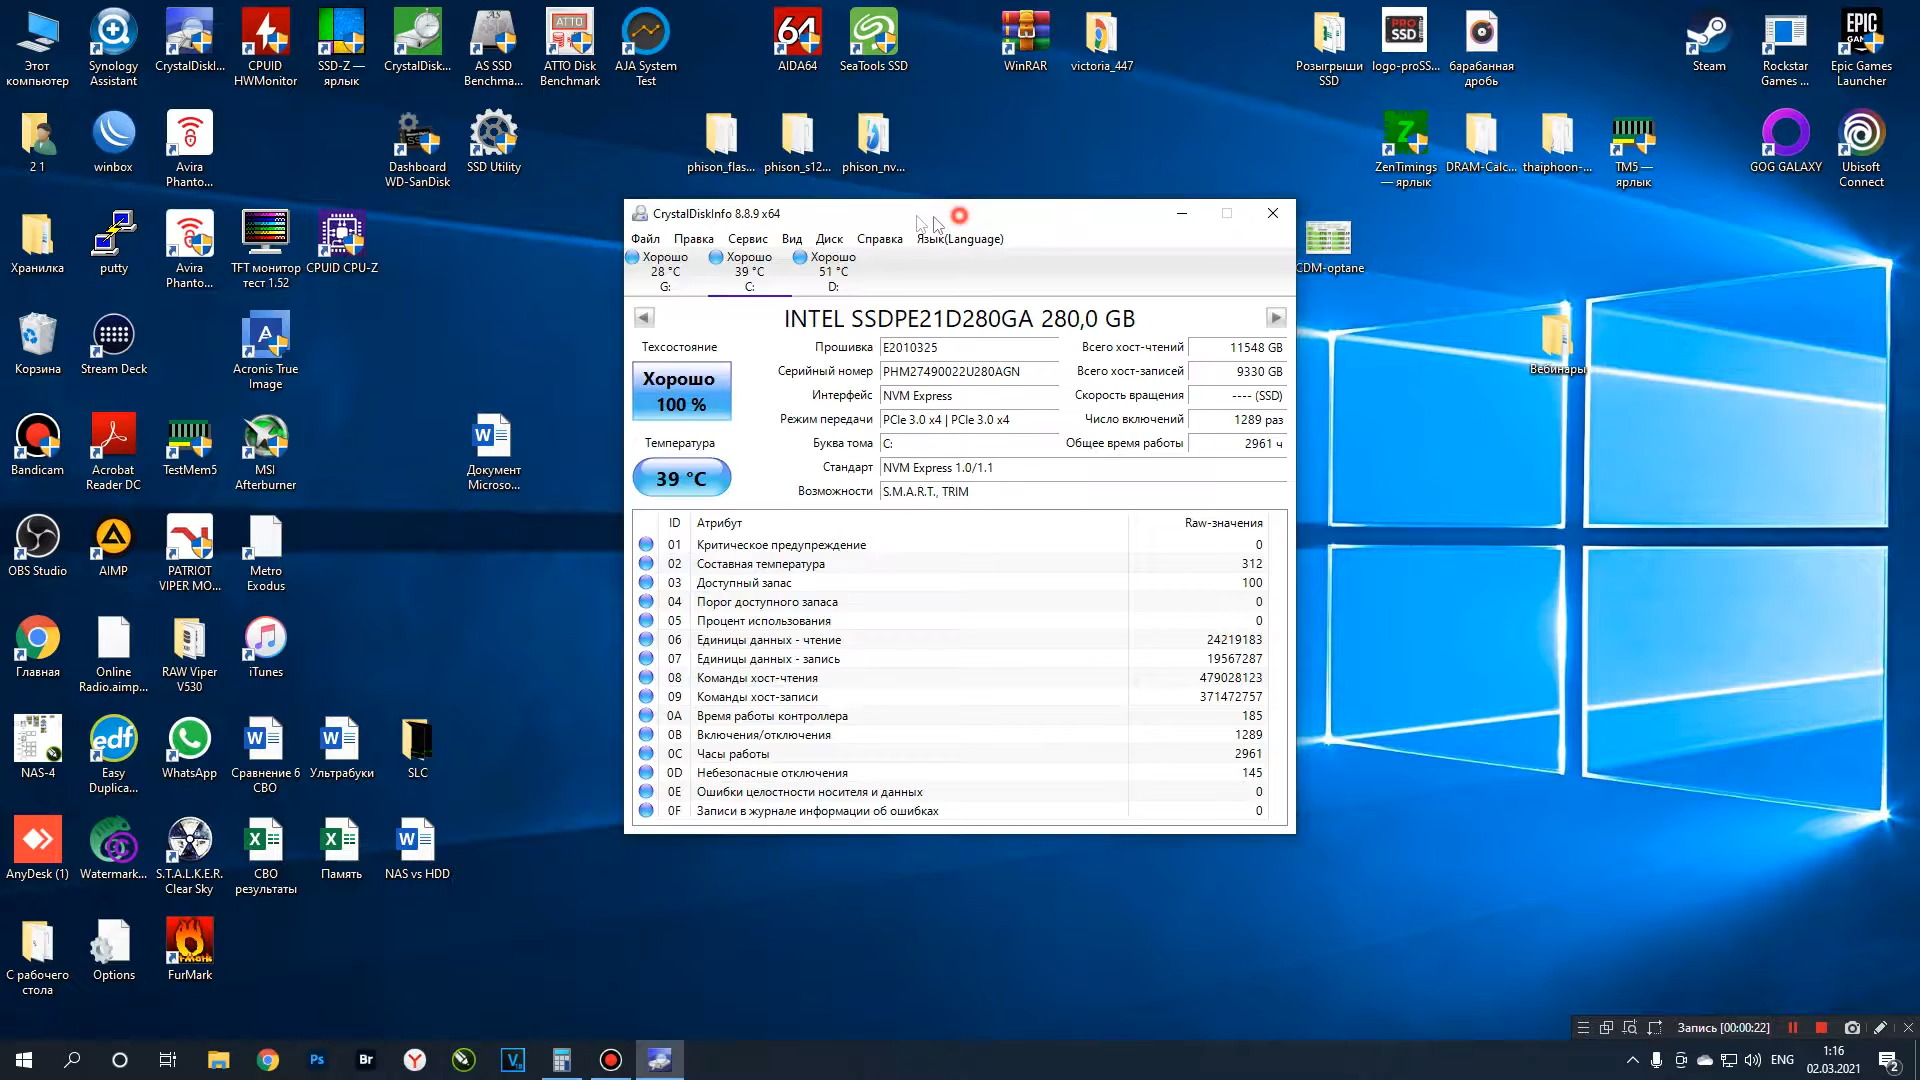 Этот компьютер
Synology Assistant
CrystalDiskI...
CPUID HWMonitor
SSD-Z — ярлык
CrystalDisk...
AS SSD Benchma...
ATTO Disk Benchmark
AJA System Test
AIDA64
SeaTools SSD
WinRAR
victoria_447
Розыгрыши SSD
logo-proSS...
барабанная дробь
Steam
Rockstar Games ...
Epic Games Launcher
2 1
winbox
Avira Phanto...
Dashboard WD-SanDisk
SSD Utility
phison_flas...
phison_s12...
phison_nv...
ZenTimings — ярлык
DRAM-Calc...
thaiphoon-...
TM5 — ярлык
GOG GALAXY
Ubisoft Connect
Хранилка
putty
Avira Phanto...
TFT монитор тест 1.52
CPUID CPU-Z
CDM-optane
Корзина
Stream Deck
Acronis True Image
Вебинары
Bandicam
Acrobat Reader DC
TestMem5
MSI Afterburner
Документ Microso...
OBS Studio
AIMP
PATRIOT VIPER MO...
Metro Exodus
Главная
Online Radio.aimp...
RAW Viper V530
iTunes
NAS-4
Easy Duplica...
WhatsApp
Сравнение 6 СВО
Ультрабуки
SLC
AnyDesk (1)
Watermark...
S.T.A.L.K.E.R. Clear Sky
СВО результаты
Память
NAS vs HDD
С рабочего стола
Options
FurMark
CrystalDiskInfo 8.8.9 x64
Файл Правка Сервис Вид Диск Справка Язык(Language)
Хорошо 28 °C G:
Хорошо 39 °C C:
Хорошо 51 °C D:
INTEL SSDPE21D280GA 280,0 GB
Техсостояние
Хорошо
100 %
Температура
39 °C
Прошивка E2010325
Серийный номер PHM27490022U280AGN
Интерфейс NVM Express
Режим передачи PCIe 3.0 x4 | PCIe 3.0 x4
Буква тома C:
Стандарт NVM Express 1.0/1.1
Возможности S.M.A.R.T., TRIM
Всего хост-чтений 11548 GB
Всего хост-записей 9330 GB
Скорость вращения ---- (SSD)
Число включений 1289 раз
Общее время работы 2961 ч
ID Атрибут Raw-значения
01 Критическое предупреждение 0
02 Составная температура 312
03 Доступный запас 100
04 Порог доступного запаса 0
05 Процент использования 0
06 Единицы данных - чтение 24219183
07 Единицы данных - запись 19567287
08 Команды хост-чтения 479028123
09 Команды хост-записи 371472757
0A Время работы контроллера 185
0B Включения/отключения 1289
0C Часы работы 2961
0D Небезопасные отключения 145
0E Ошибки целостности носителя и данных 0
0F Записи в журнале информации об ошибках 0
Запись [00:00:22]
ENG
1:16
02.03.2021
2